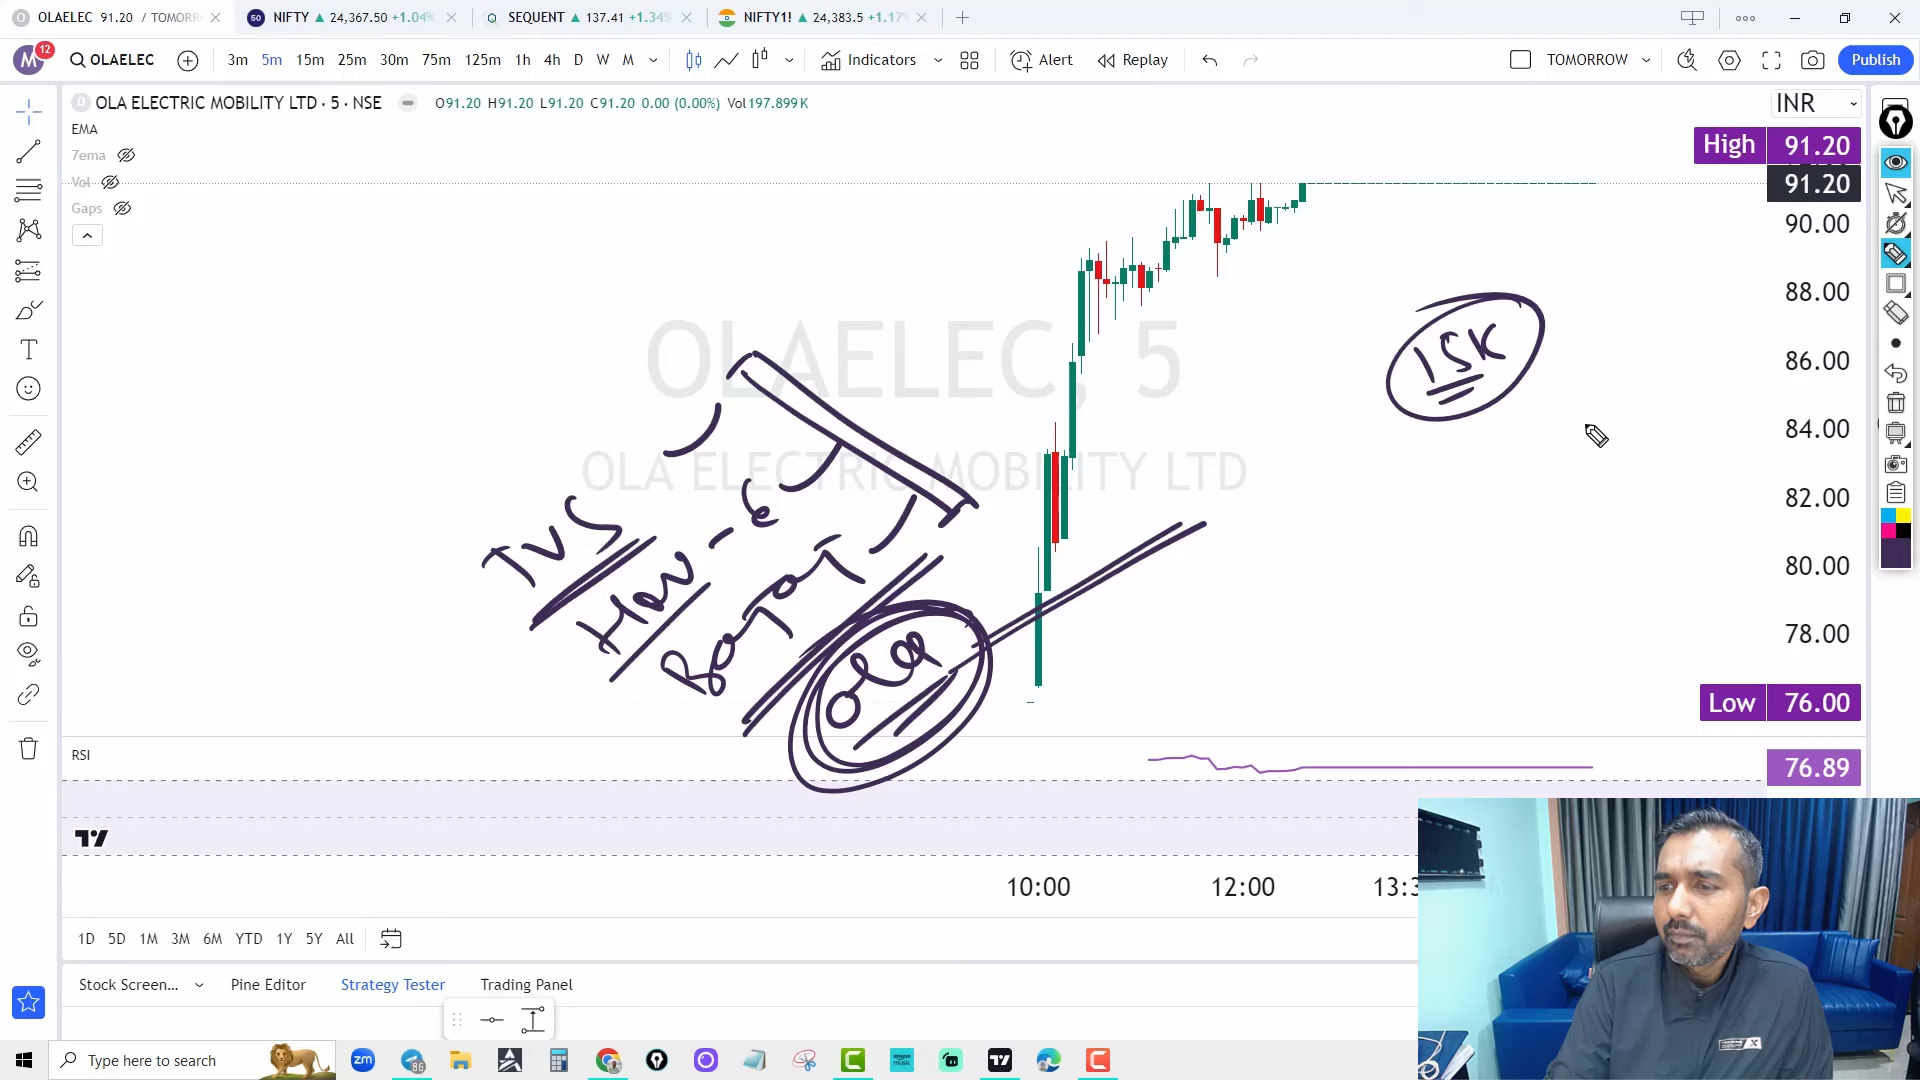 OLAELEC 91.20 / TOMORR
NIFTY ▲ 24,367.50 +1.04%
SEQUENT ▲ 137.41 +1.34%
NIFTY1! ▲ 24,383.5 +1.17%
M 12
OLAELEC
3m 5m 15m 25m 30m 75m 125m 1h 4h D W M
Indicators
Alert
Replay
TOMORROW
Publish
OLA ELECTRIC MOBILITY LTD · 5 · NSE
O91.20 H91.20 L91.20 C91.20 0.00 (0.00%) Vol197.899K
INR
EMA
7ema
Vol
Gaps
High 91.20
91.20
90.00
88.00
86.00
84.00
82.00
80.00
78.00
Low 76.00
OLAELEC, 5
OLA ELECTRIC MOBILITY LTD
15K
TVS
Bajaj
Ola
RSI
76.89
10:00 12:00 13:3
1D 5D 1M 3M 6M YTD 1Y 5Y All
Stock Screen... Pine Editor Strategy Tester Trading Panel
Type here to search
zm
86